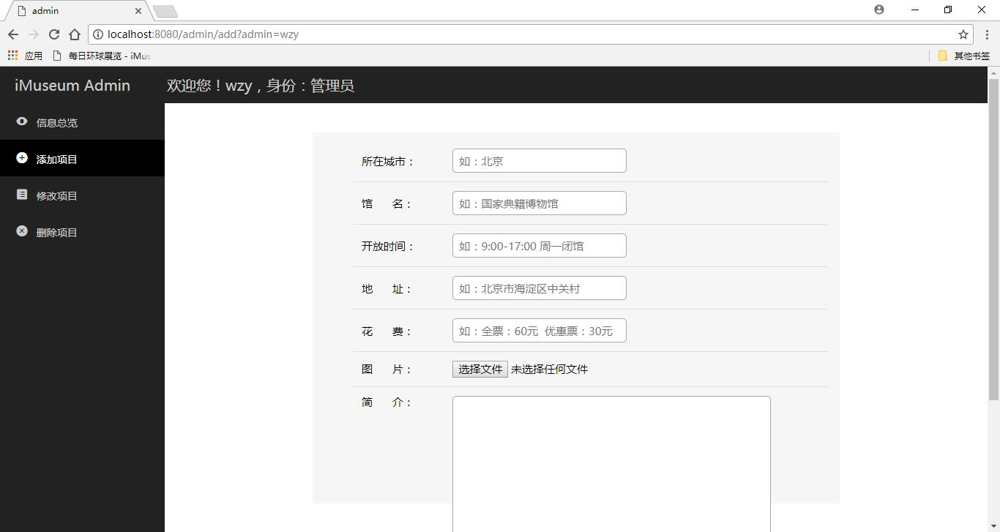 admin
localhost:8080/admin/add?admin=wzy
应用 每日环球展览 - iMus 其他书签
iMuseum Admin 欢迎您！wzy，身份：管理员
信息总览
添加项目
修改项目
删除项目
所在城市： 如：北京
馆 名： 如：国家典籍博物馆
开放时间： 如：9:00-17:00 周一闭馆
地 址： 如：北京市海淀区中关村
花 费： 如：全票：60元 优惠票：30元
图 片： 选择文件 未选择任何文件
简 介：